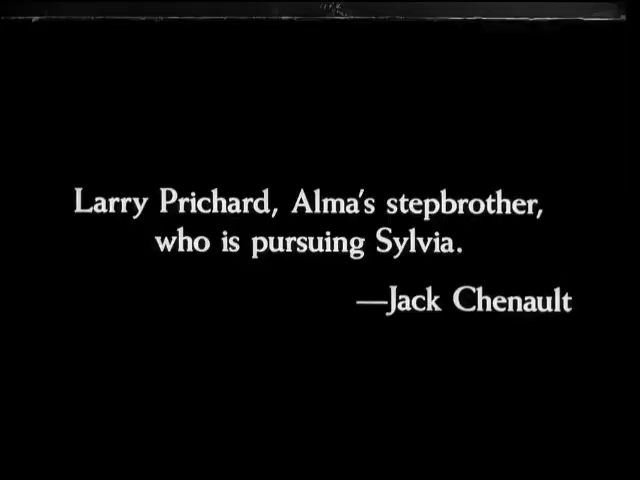 Larry Prichard, Alma's stepbrother,
who is pursuing Sylvia.
—Jack Chenault